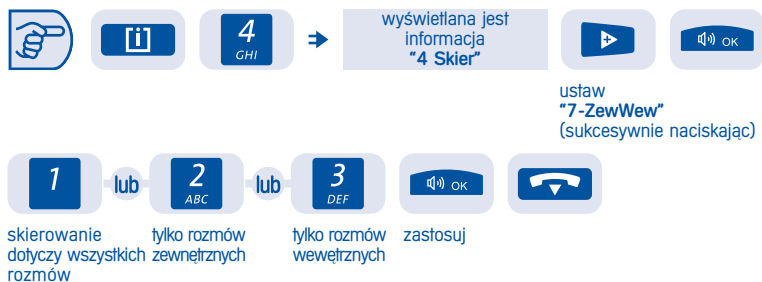 [i]
4
GHI
wyświetlana jest
informacja
"4 Skier"
OK
ustaw
"7-ZewWew"
(sukcesywnie naciskając)
1 lub 2 lub 3 OK
ABC DEF
skierowanie
dotyczy wszystkich
rozmów
tylko rozmów
zewnętrznych
tylko rozmów
wewętrznych
zastosuj